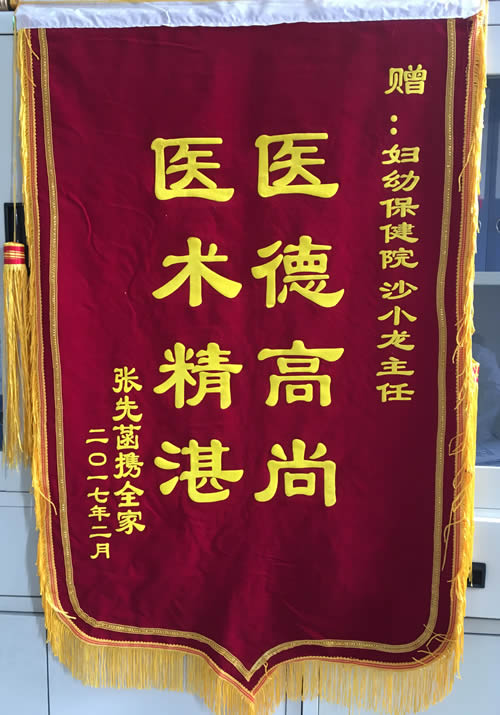 赠：妇幼保健院沙小龙主任
医德高尚
医术精湛
张先菡携全家
二〇一七年二月